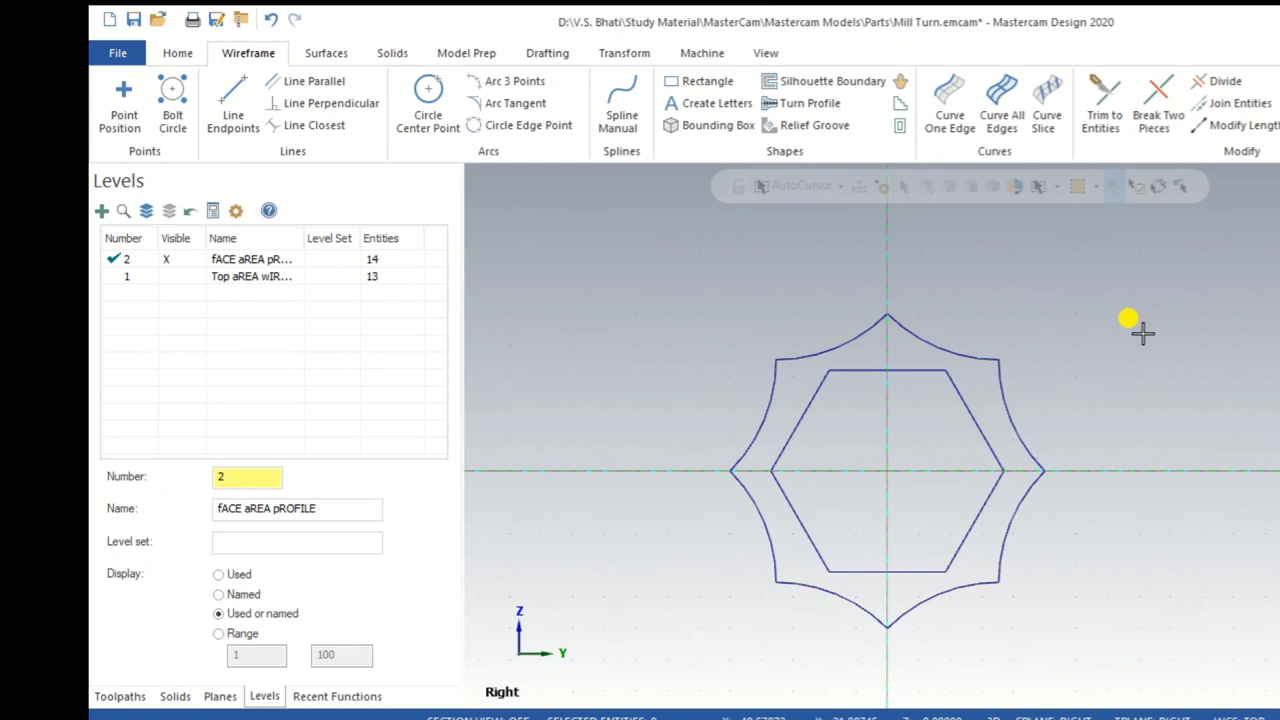 D:\V.S. Bhati\Study Material\MasterCam\Mastercam Models\Parts\Mill Turn.emcam* - Mastercam Design 2020
File Home Wireframe Surfaces Solids Model Prep Drafting Transform Machine View
Point Position
Bolt Circle
Points
Line Endpoints
Line Parallel
Line Perpendicular
Line Closest
Lines
Circle Center Point
Arc 3 Points
Arc Tangent
Circle Edge Point
Arcs
Spline Manual
Splines
Rectangle
Create Letters
Bounding Box
Silhouette Boundary
Turn Profile
Relief Groove
Shapes
Curve One Edge
Curve All Edges
Curve Slice
Curves
Trim to Entities
Break Two Pieces
Divide
Join Entities
Modify Length
Modify
AutoCursor
Levels
Number Visible Name Level Set Entities
2 X fACE aREA pR... 14
1 Top aREA wIR... 13
Number: 2
Name: fACE aREA pROFILE
Level set:
Display: Used
Named
Used or named
Range
1 100
Z
Y
Right
Toolpaths Solids Planes Levels Recent Functions